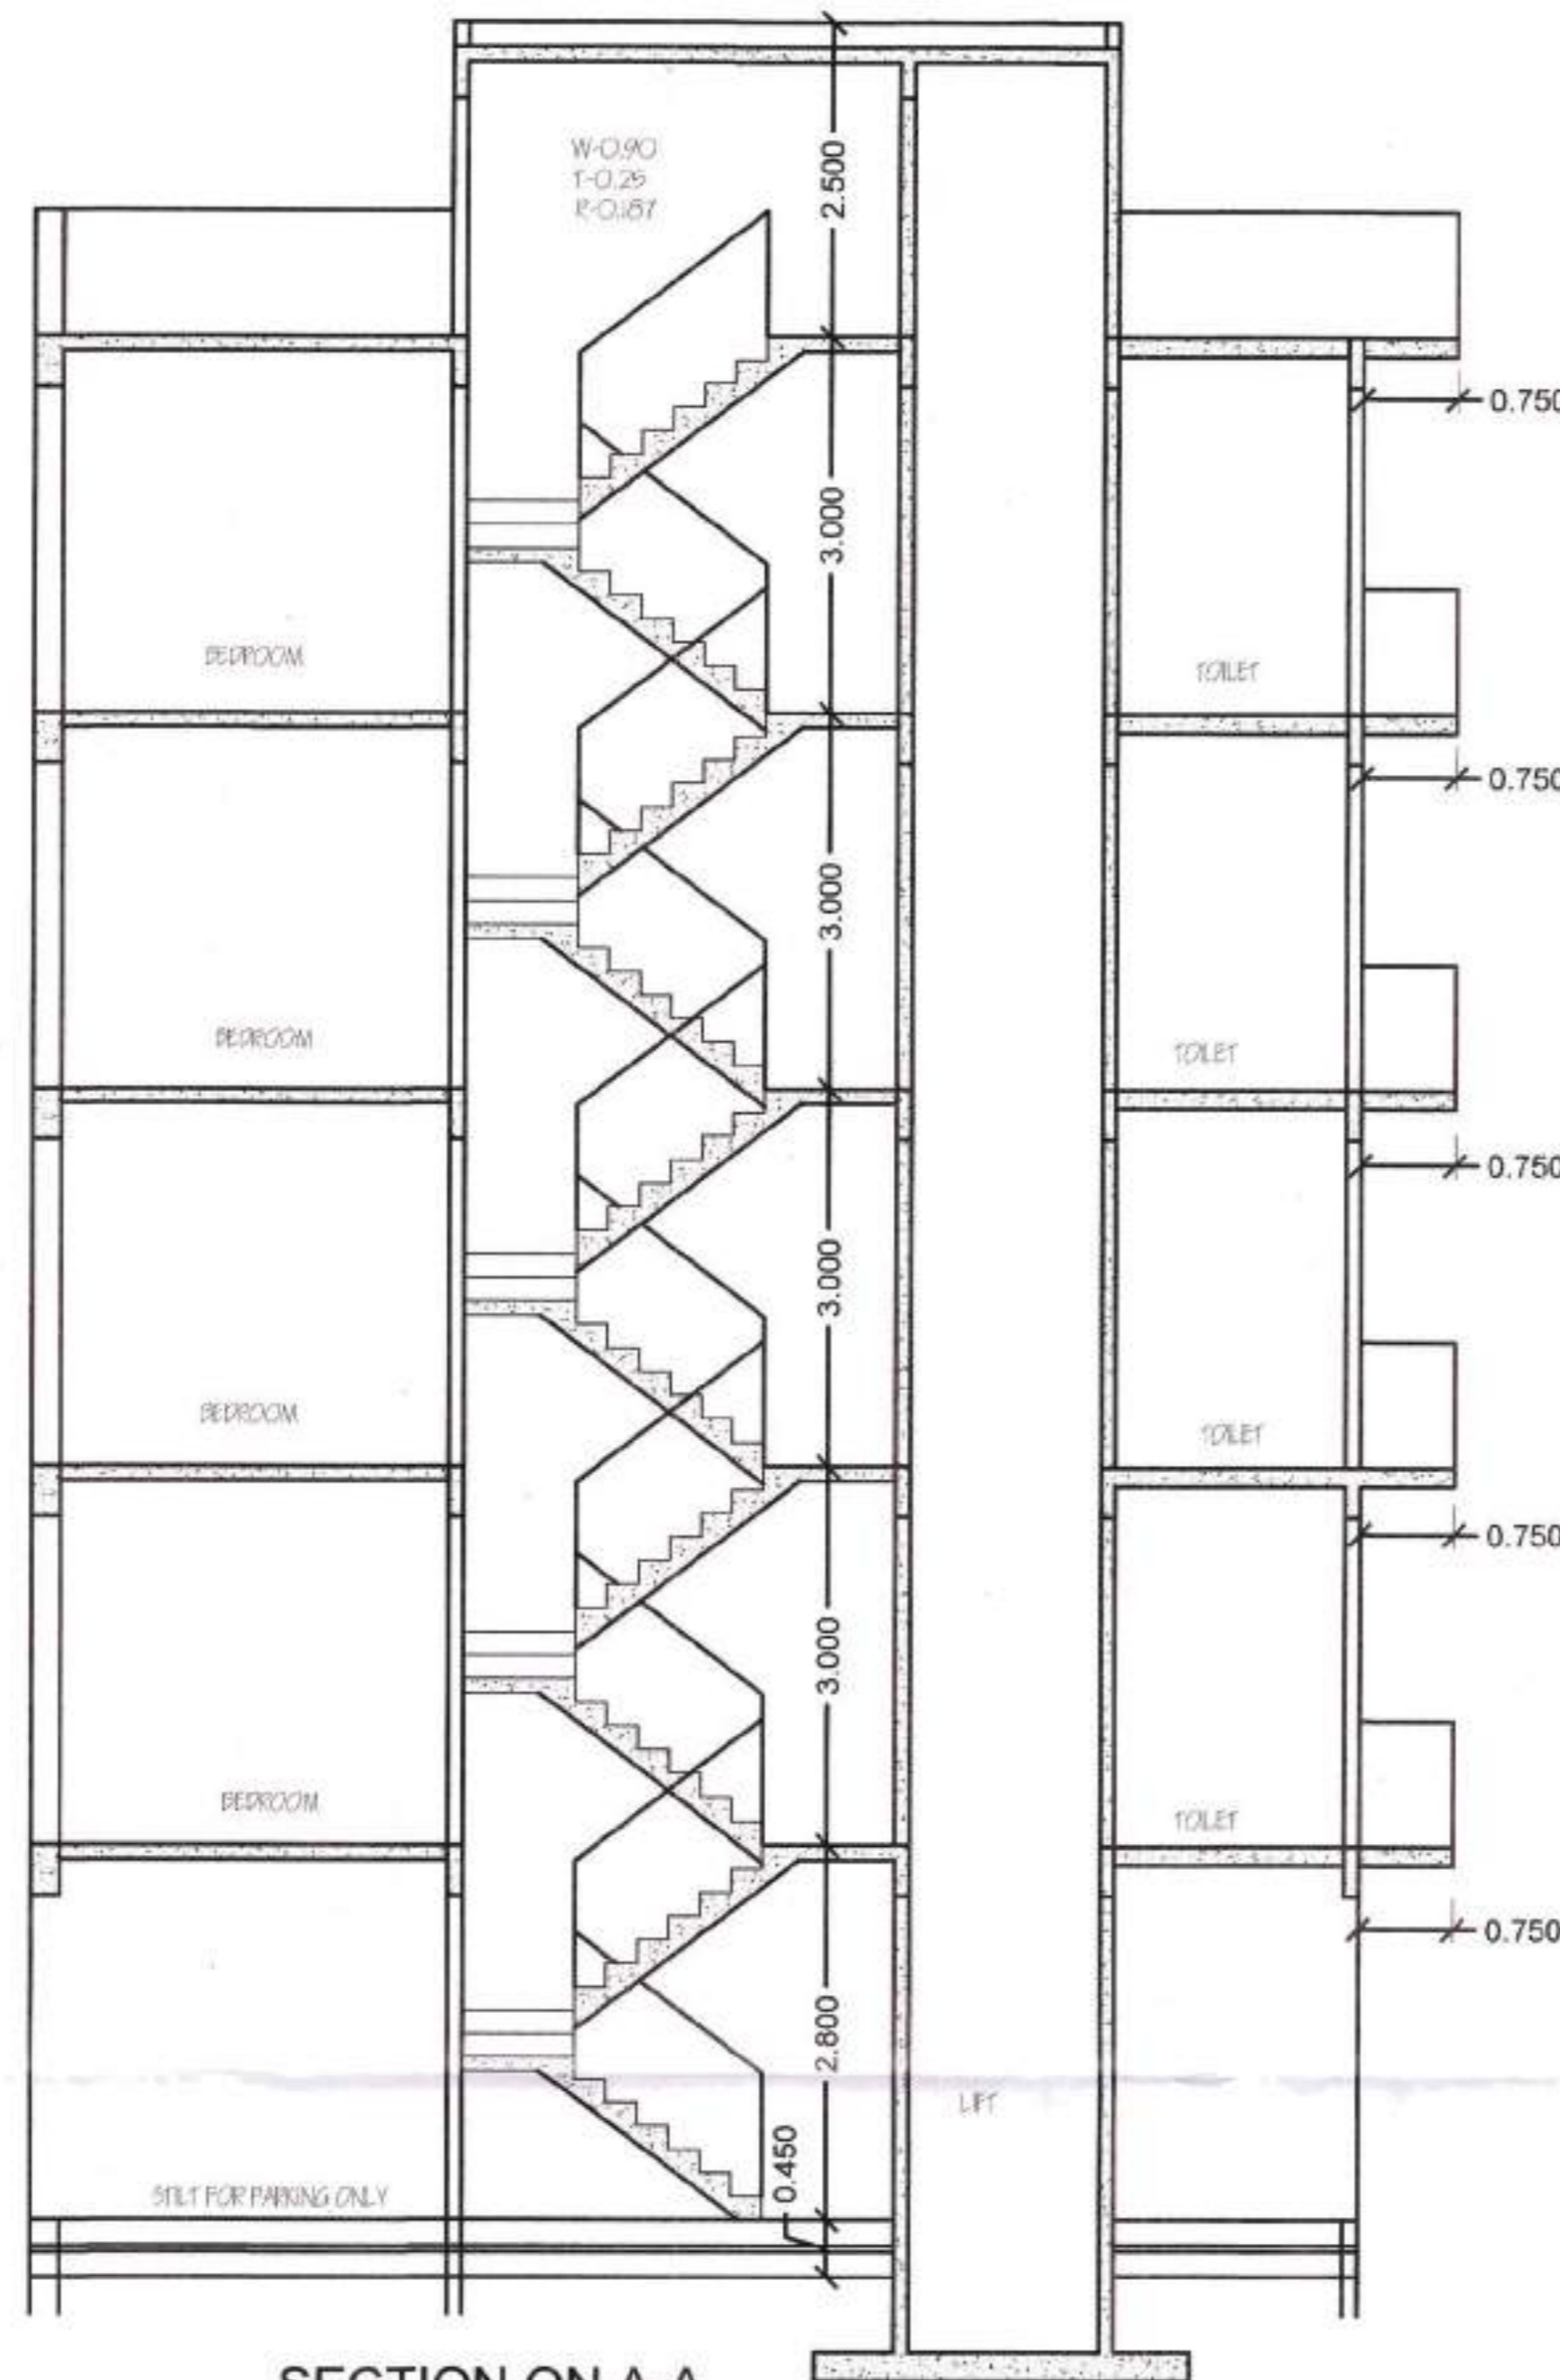 W-0.90
T-0.25
R-0.187
2.500
0.750
3.000
BEDROOM
TOILET
0.750
3.000
BEDROOM
TOILET
0.750
3.000
BEDROOM
TOILET
0.750
3.000
BEDROOM
TOILET
0.750
2.800
LIFT
0.450
STILT FOR PARKING ONLY
SECTION ON A-A